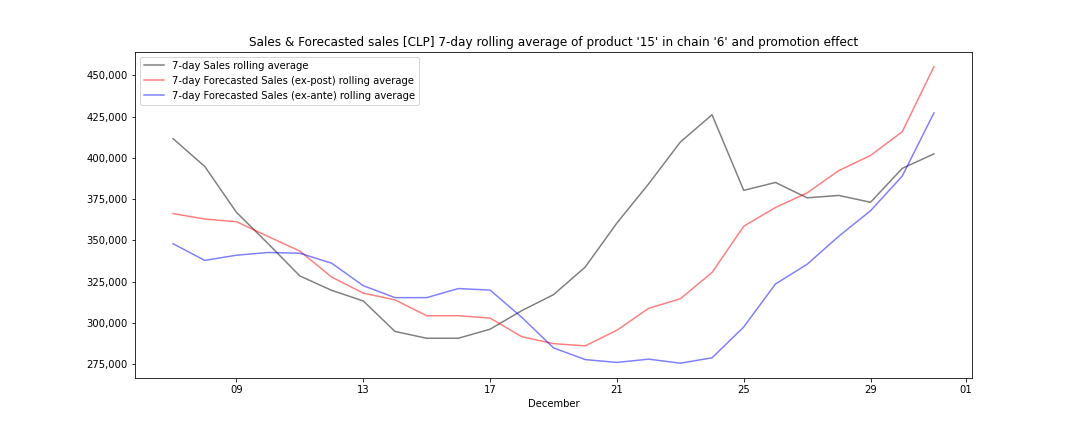 Sales & Forecasted sales [CLP] 7-day rolling average of product '15' in chain '6' and promotion effect
7-day Sales rolling average
7-day Forecasted Sales (ex-post) rolling average
7-day Forecasted Sales (ex-ante) rolling average
450,000
425,000
400,000
375,000
350,000
325,000
300,000
275,000
09 13 17 21 25 29 01
December